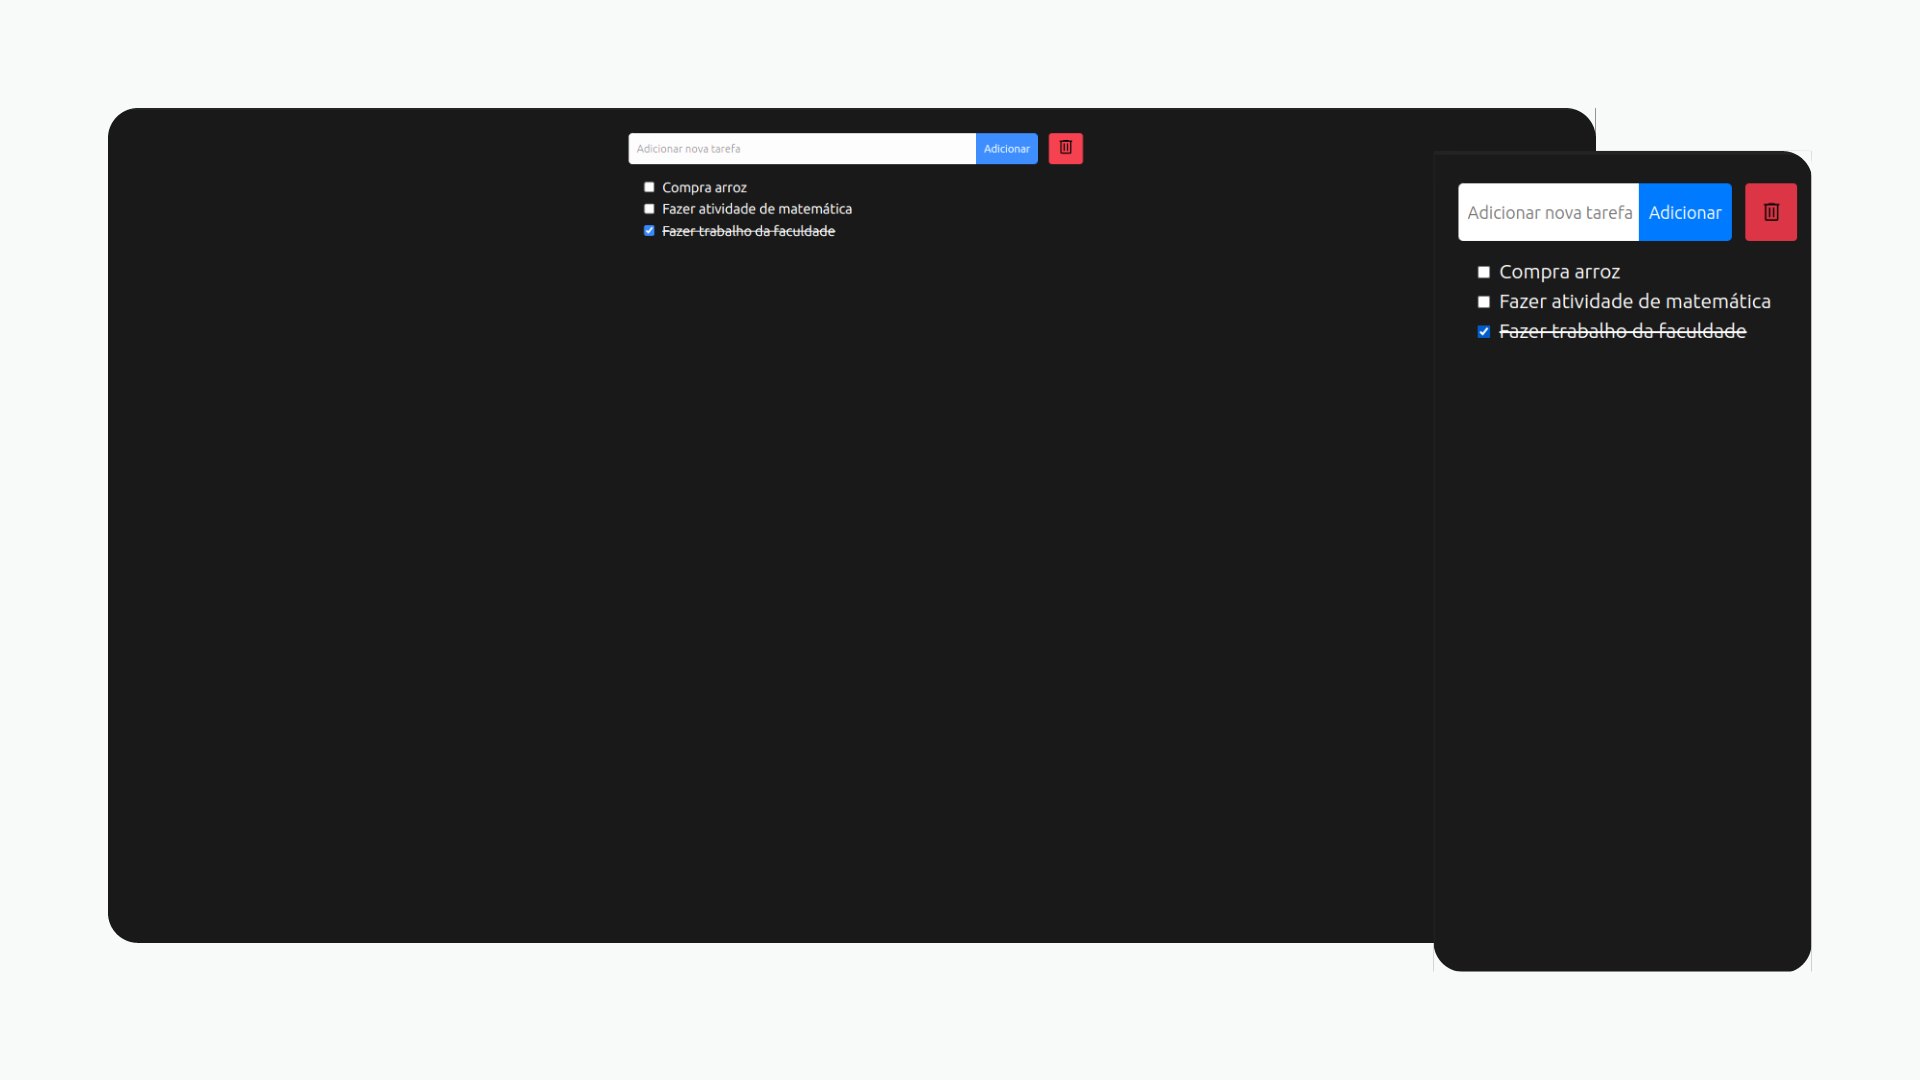 Adicionar nova tarefa Adicionar
Compra arroz
Fazer atividade de matemática
Fazer trabalho da faculdade
Adicionar nova tarefa Adicionar
Compra arroz
Fazer atividade de matemática
Fazer trabalho da faculdade